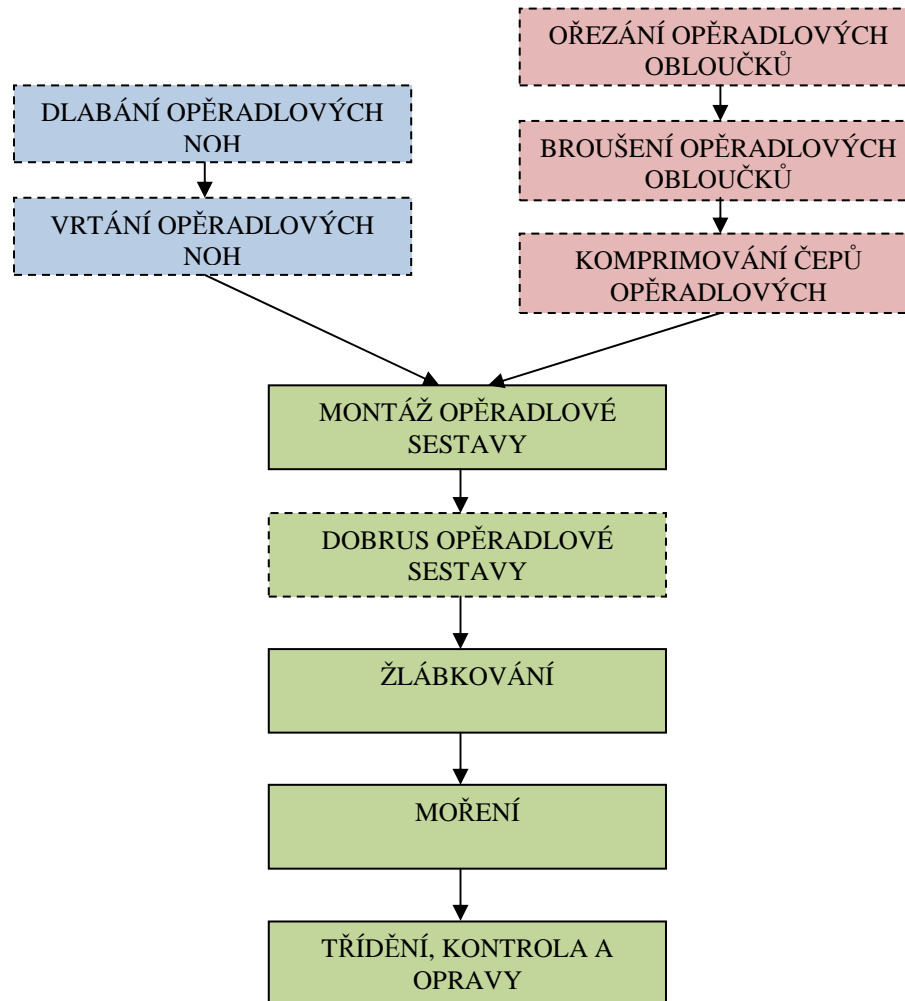 OŘEZÁNÍ OPĚRADLOVÝCH
OBLOUČKŮ
DLABÁNÍ OPĚRADLOVÝCH
NOH
BROUŠENÍ OPĚRADLOVÝCH
OBLOUČKŮ
VRTÁNÍ OPĚRADLOVÝCH
NOH
KOMPRIMOVÁNÍ ČEPŮ
OPĚRADLOVÝCH
MONTÁŽ OPĚRADLOVÉ
SESTAVY
DOBRUS OPĚRADLOVÉ
SESTAVY
ŽLÁBKOVÁNÍ
MOŘENÍ
TŘÍDĚNÍ, KONTROLA A
OPRAVY